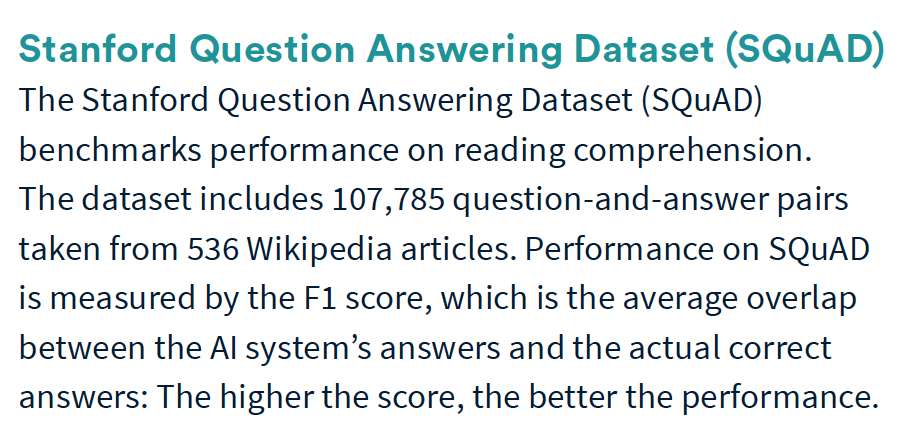 Stanford Question Answering Dataset (SQuAD)
The Stanford Question Answering Dataset (SQuAD)
benchmarks performance on reading comprehension.
The dataset includes 107,785 question-and-answer pairs
taken from 536 Wikipedia articles. Performance on SQuAD
is measured by the F1 score, which is the average overlap
between the AI system’s answers and the actual correct
answers: The higher the score, the better the performance.